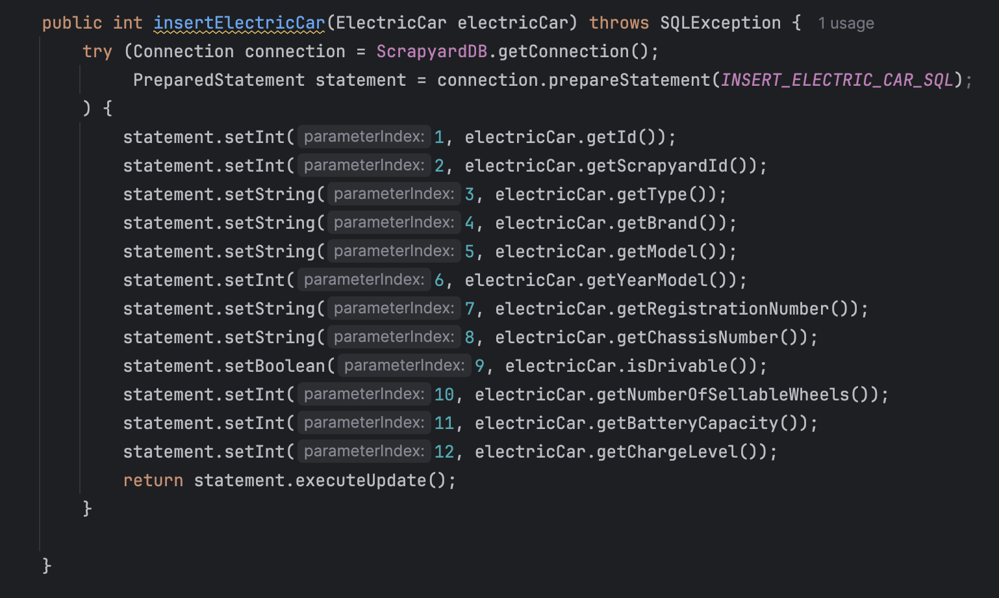 public int insertElectricCar(ElectricCar electricCar) throws SQLException { 1 usage
try (Connection connection = ScrapyardDB.getConnection();
PreparedStatement statement = connection.prepareStatement(INSERT_ELECTRIC_CAR_SQL);
) {
statement.setInt( parameterIndex: 1, electricCar.getId());
statement.setInt( parameterIndex: 2, electricCar.getScrapyardId());
statement.setString( parameterIndex: 3, electricCar.getType());
statement.setString( parameterIndex: 4, electricCar.getBrand());
statement.setString( parameterIndex: 5, electricCar.getModel());
statement.setInt( parameterIndex: 6, electricCar.getYearModel());
statement.setString( parameterIndex: 7, electricCar.getRegistrationNumber());
statement.setString( parameterIndex: 8, electricCar.getChassisNumber());
statement.setBoolean( parameterIndex: 9, electricCar.isDrivable());
statement.setInt( parameterIndex: 10, electricCar.getNumberOfSellableWheels());
statement.setInt( parameterIndex: 11, electricCar.getBatteryCapacity());
statement.setInt( parameterIndex: 12, electricCar.getChargeLevel());
return statement.executeUpdate();
}
}